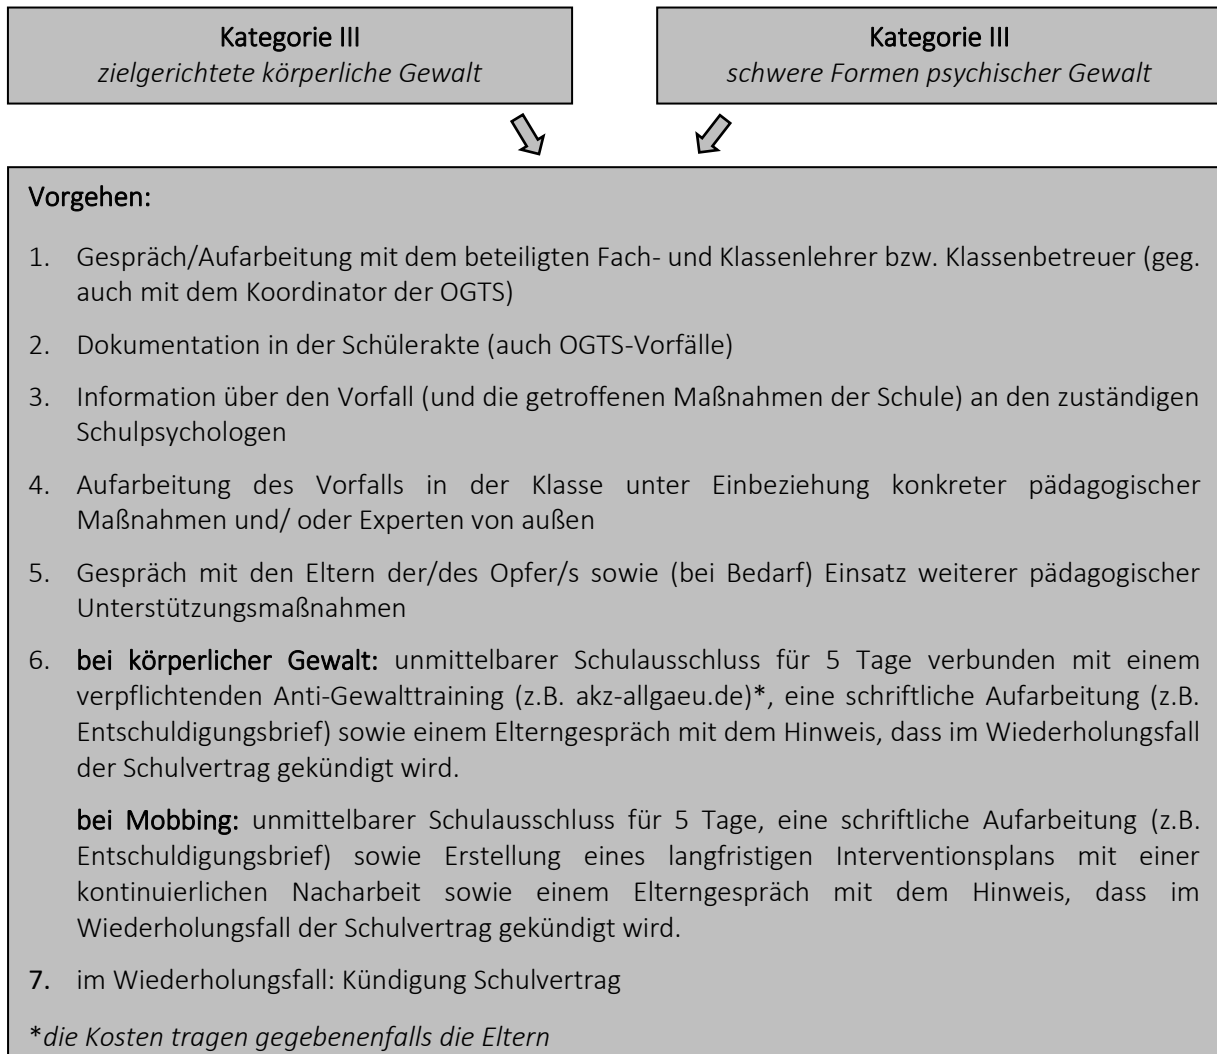 Kategorie III
zielgerichtete körperliche Gewalt
Kategorie III
schwere Formen psychischer Gewalt
Vorgehen:
1. Gespräch/Aufarbeitung mit dem beteiligten Fach- und Klassenlehrer bzw. Klassenbetreuer (geg.
auch mit dem Koordinator der OGTS)
2. Dokumentation in der Schülerakte (auch OGTS-Vorfälle)
3. Information über den Vorfall (und die getroffenen Maßnahmen der Schule) an den zuständigen
Schulpsychologen
4. Aufarbeitung des Vorfalls in der Klasse unter Einbeziehung konkreter pädagogischer
Maßnahmen und/ oder Experten von außen
5. Gespräch mit den Eltern der/des Opfer/s sowie (bei Bedarf) Einsatz weiterer pädagogischer
Unterstützungsmaßnahmen
6. bei körperlicher Gewalt: unmittelbarer Schulausschluss für 5 Tage verbunden mit einem
verpflichtenden Anti-Gewalttraining (z.B. akz-allgaeu.de)*, eine schriftliche Aufarbeitung (z.B.
Entschuldigungsbrief) sowie einem Elterngespräch mit dem Hinweis, dass im Wiederholungsfall
der Schulvertrag gekündigt wird.
bei Mobbing: unmittelbarer Schulausschluss für 5 Tage, eine schriftliche Aufarbeitung (z.B.
Entschuldigungsbrief) sowie Erstellung eines langfristigen Interventionsplans mit einer
kontinuierlichen Nacharbeit sowie einem Elterngespräch mit dem Hinweis, dass im
Wiederholungsfall der Schulvertrag gekündigt wird.
7. im Wiederholungsfall: Kündigung Schulvertrag
*die Kosten tragen gegebenenfalls die Eltern